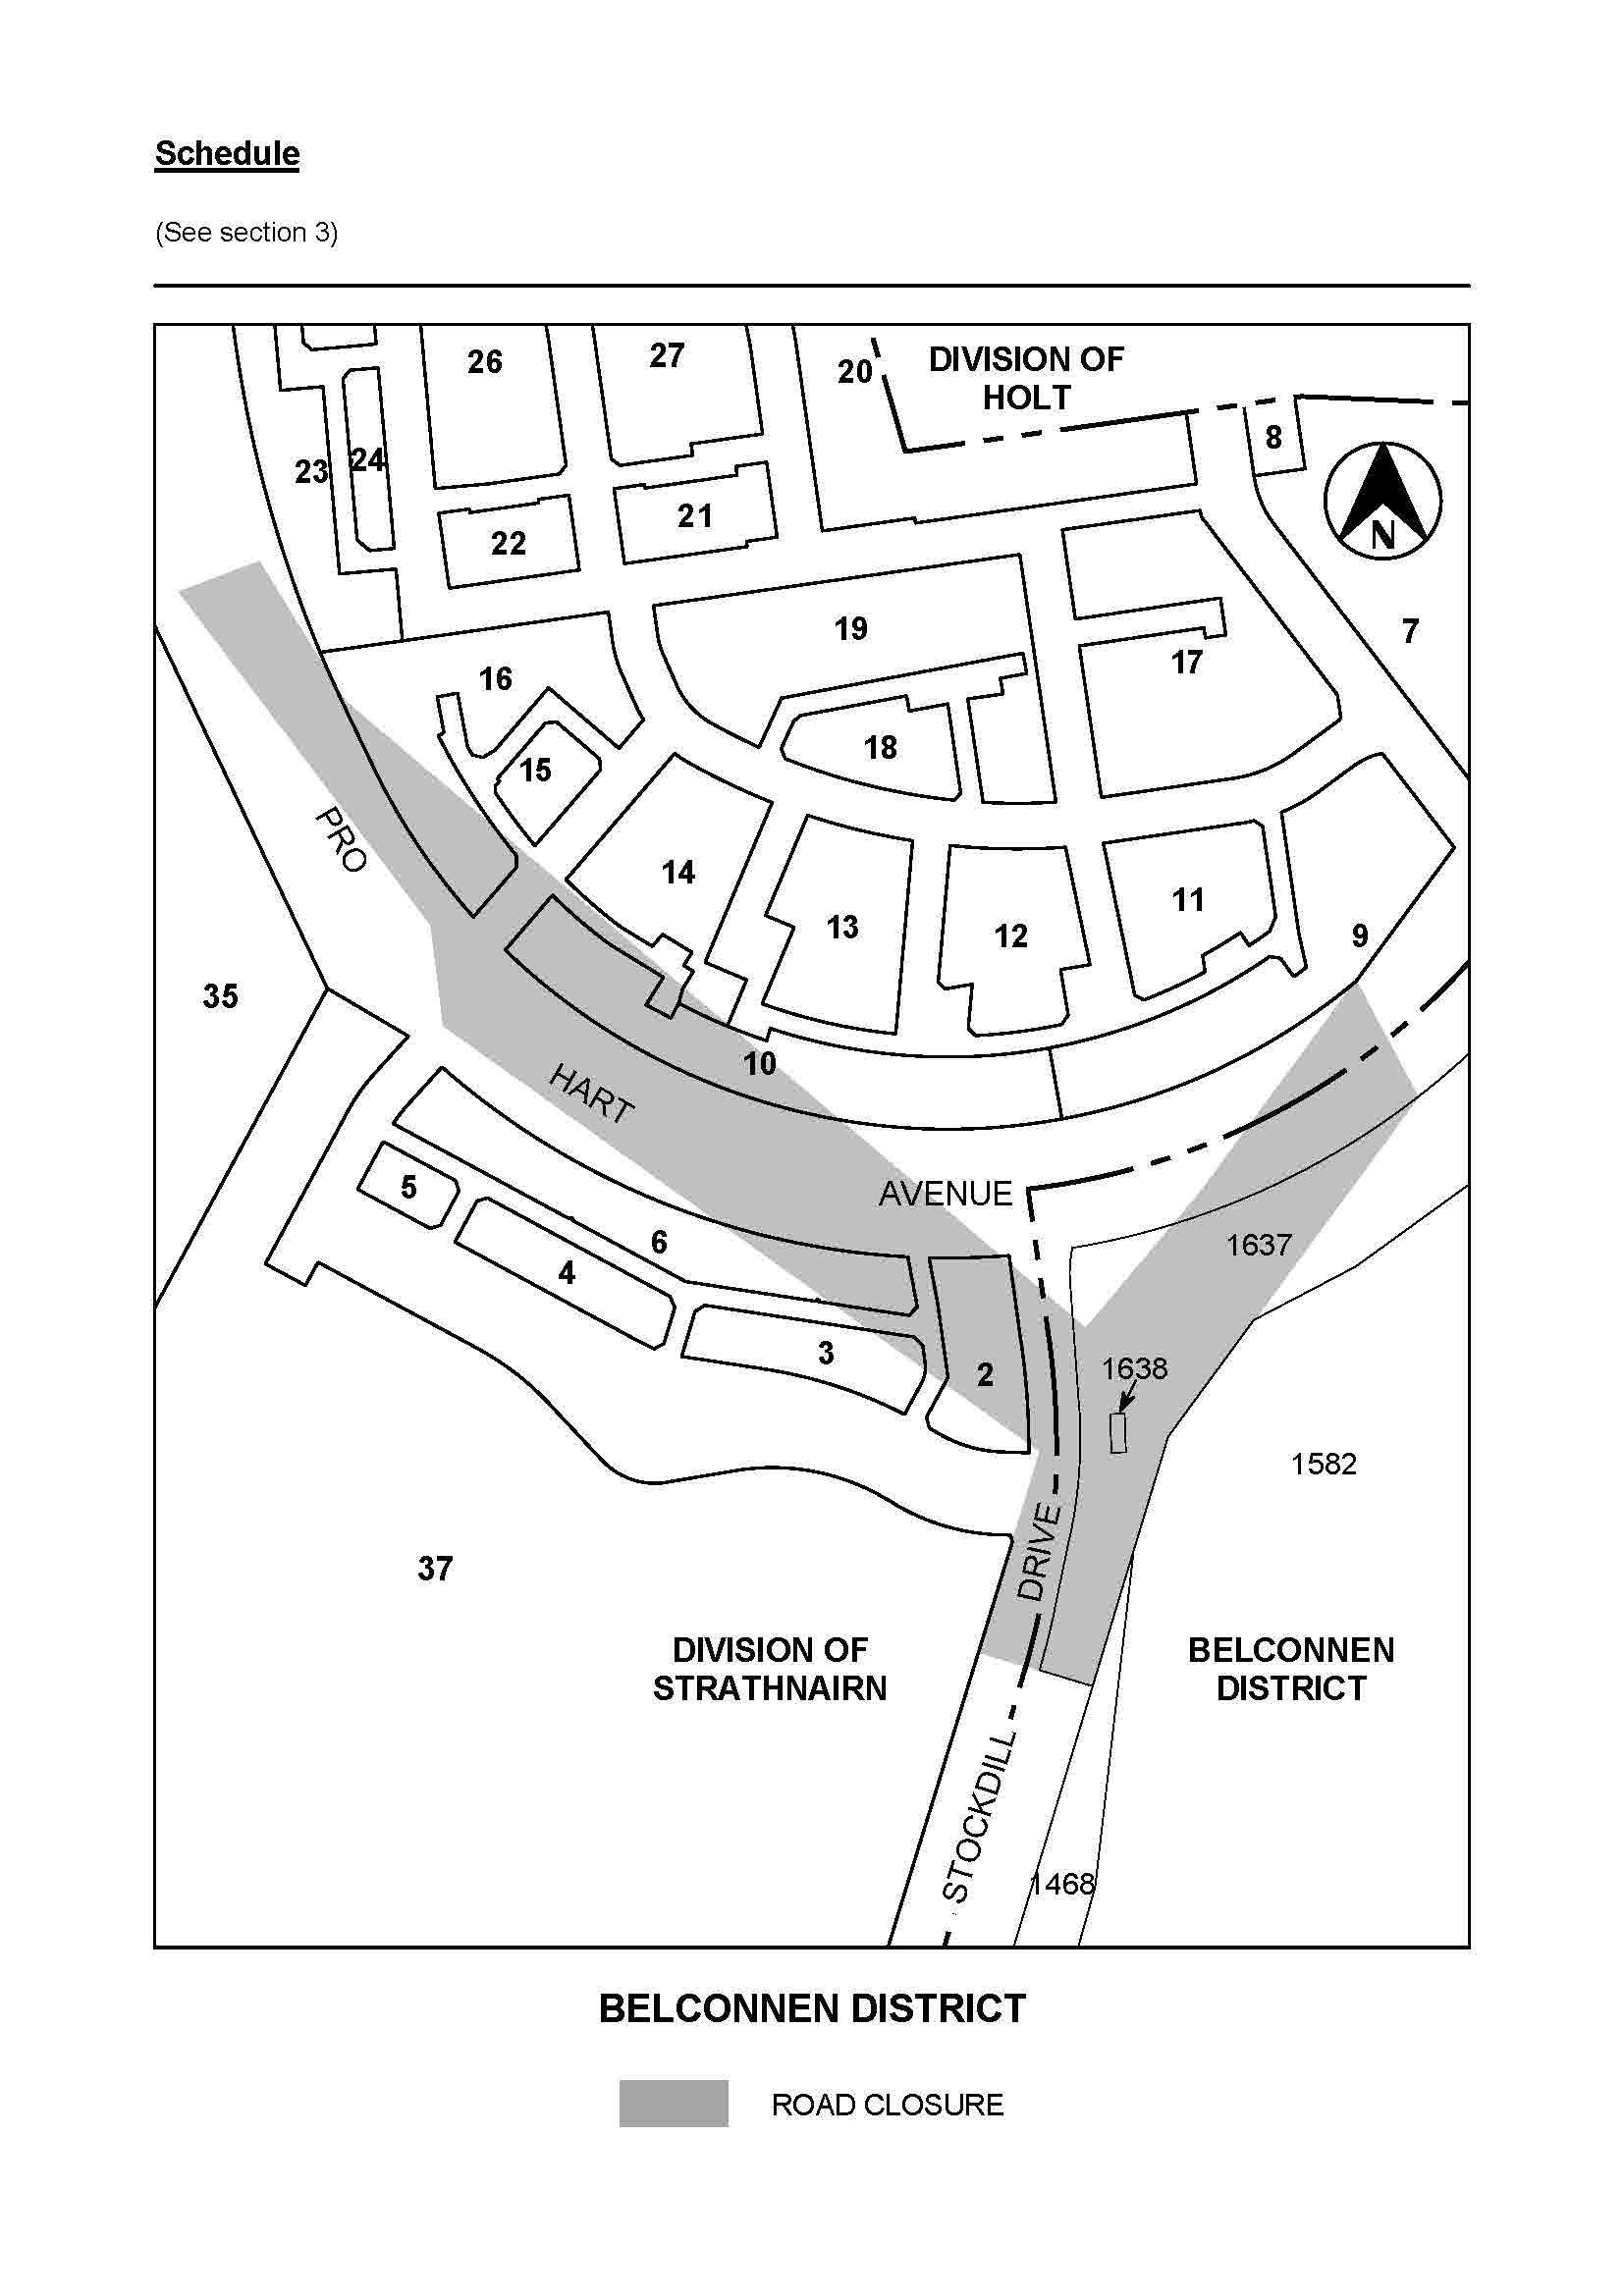 Schedule
(See section 3)
26
27
20
DIVISION OF
HOLT
8
23
24
22
21
N
19
17
7
16
18
15
PRO
14
13
12
11
9
35
10
HART
AVENUE
5
6
4
3
2
1637
1638
1582
37
DRIVE
DIVISION OF
STRATHNAIRN
BELCONNEN
DISTRICT
STOCKDILL
1468
BELCONNEN DISTRICT
ROAD CLOSURE